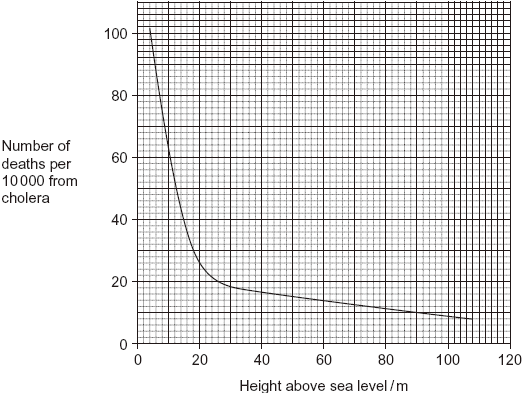 100
80
Number of
deaths per
10 000 from
cholera
60
40
20
0
0 20 40 60 80 100 120
Height above sea level / m